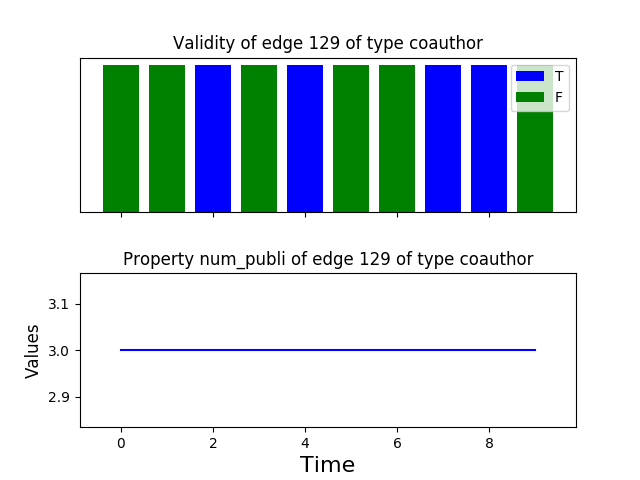 Validity of edge 129 of type coauthor
T
F
Property num_publi of edge 129 of type coauthor
3.1
3.0
2.9
Values
0 2 4 6 8
Time